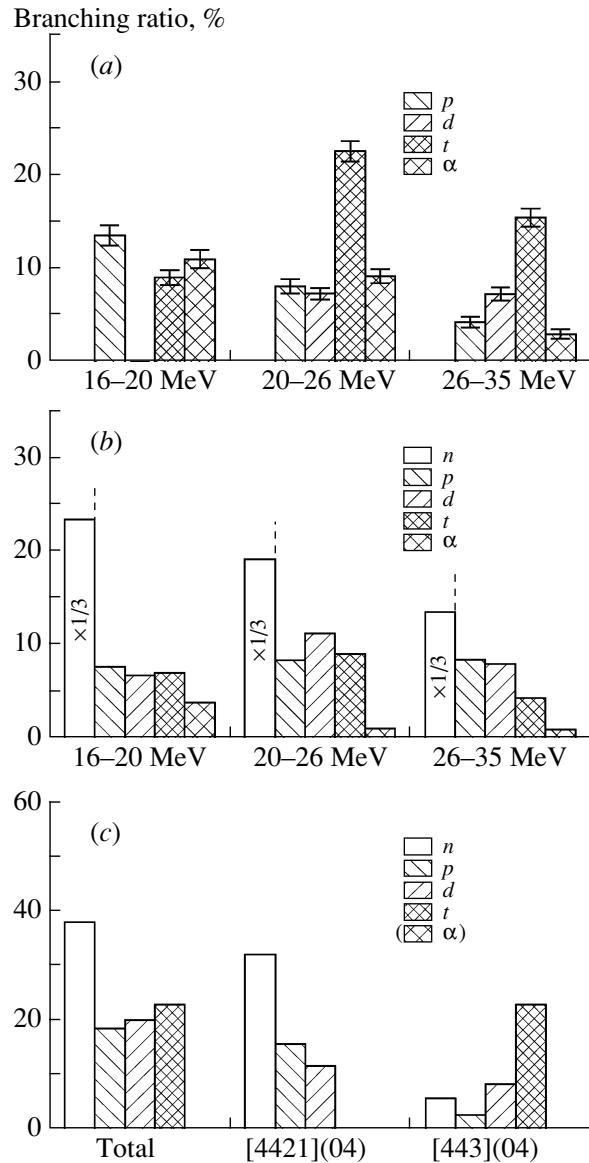 Branching ratio, %
(a)
30
20
10
0
p
d
t
α
16–20 MeV 20–26 MeV 26–35 MeV
(b)
30
20
10
0
n
p
d
t
α
×1/3
×1/3
×1/3
16–20 MeV 20–26 MeV 26–35 MeV
(c)
60
40
20
0
n
p
d
t
( α)
Total [4421](04) [443](04)